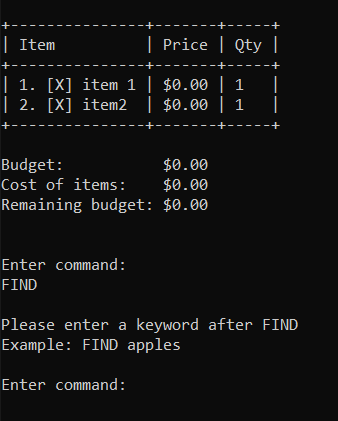 +---------------+-------+-----+
| Item          | Price | Qty |
+---------------+-------+-----+
| 1. [X] item 1 | $0.00 | 1   |
| 2. [X] item2  | $0.00 | 1   |
+---------------+-------+-----+
Budget:           $0.00
Cost of items:    $0.00
Remaining budget: $0.00
Enter command:
FIND
Please enter a keyword after FIND
Example: FIND apples
Enter command: